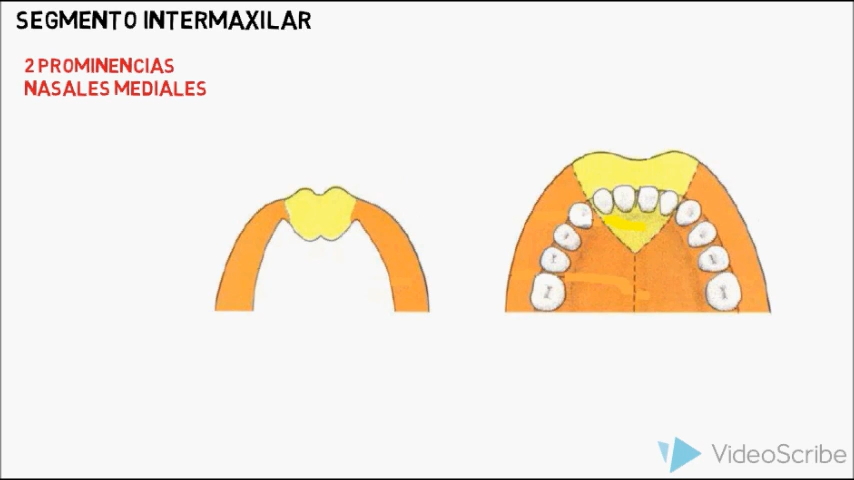 SEGMENTO INTERMAXILAR
2 PROMINENCIAS
NASALES MEDIALES
VideoScribe